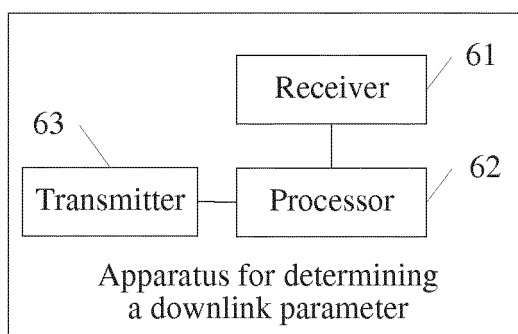 61
Receiver
63
62
Transmitter
Processor
Apparatus for determining
a downlink parameter